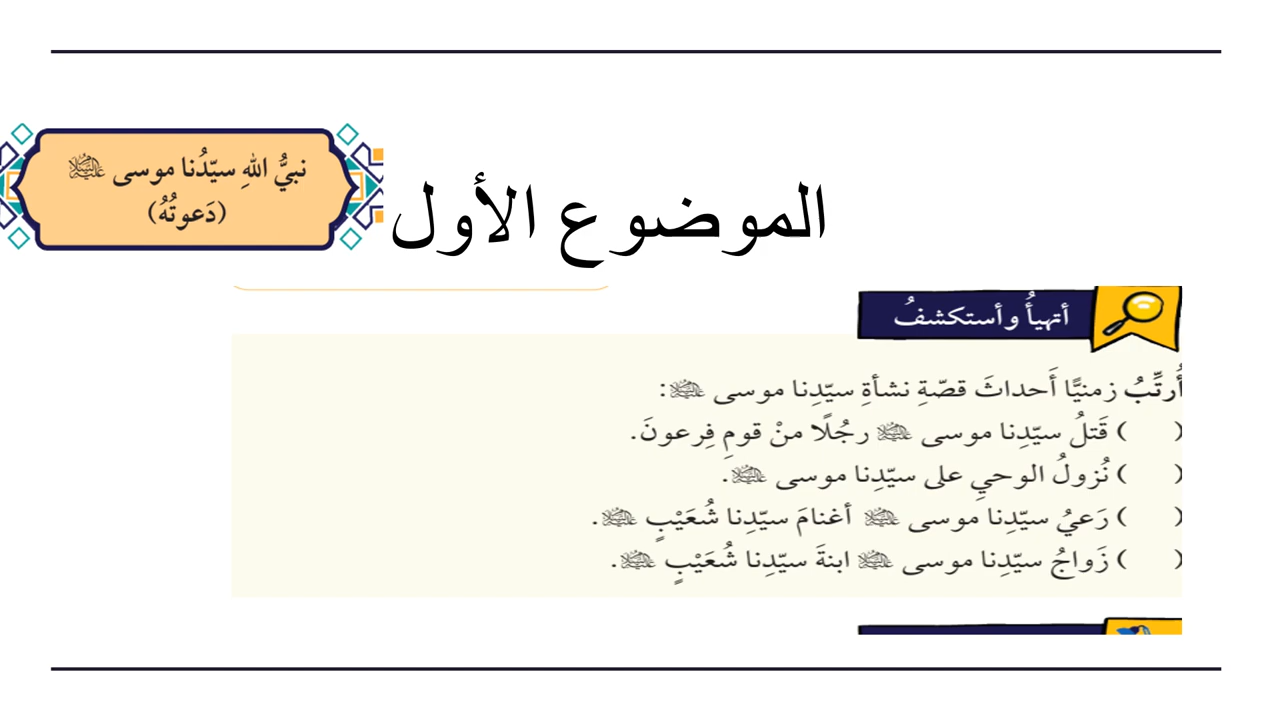 نبيُّ اللهِ سيّدُنا موسى عليه السلام
(دَعوتُهُ)
الموضوع الأول
أتهيأُ وأستكشفُ
أُرتِّبُ زمنيًّا أَحداثَ قصّةِ نشأةِ سيّدِنا موسى عليه السلام:
( ) قَتلُ سيّدِنا موسى عليه السلام رجُلًا منْ قومِ فِرعونَ.
( ) نُزولُ الوحيِ على سيّدِنا موسى عليه السلام.
( ) رَعيُ سيّدِنا موسى عليه السلام أغنامَ سيّدِنا شُعَيْبٍ عليه السلام.
( ) زَواجُ سيّدِنا موسى عليه السلام ابنةَ سيّدِنا شُعَيْبٍ عليه السلام.